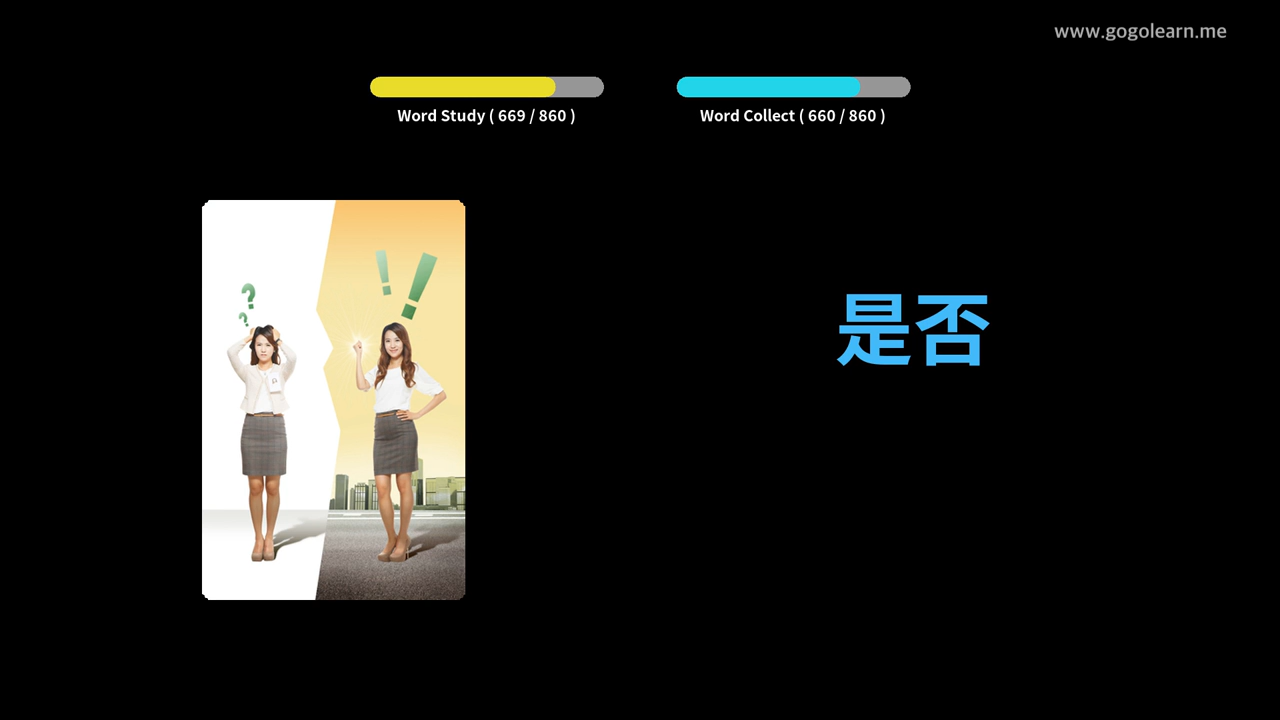 www.gogolearn.me
Word Study ( 669 / 860 )
Word Collect ( 660 / 860 )
? ?
! !
是否